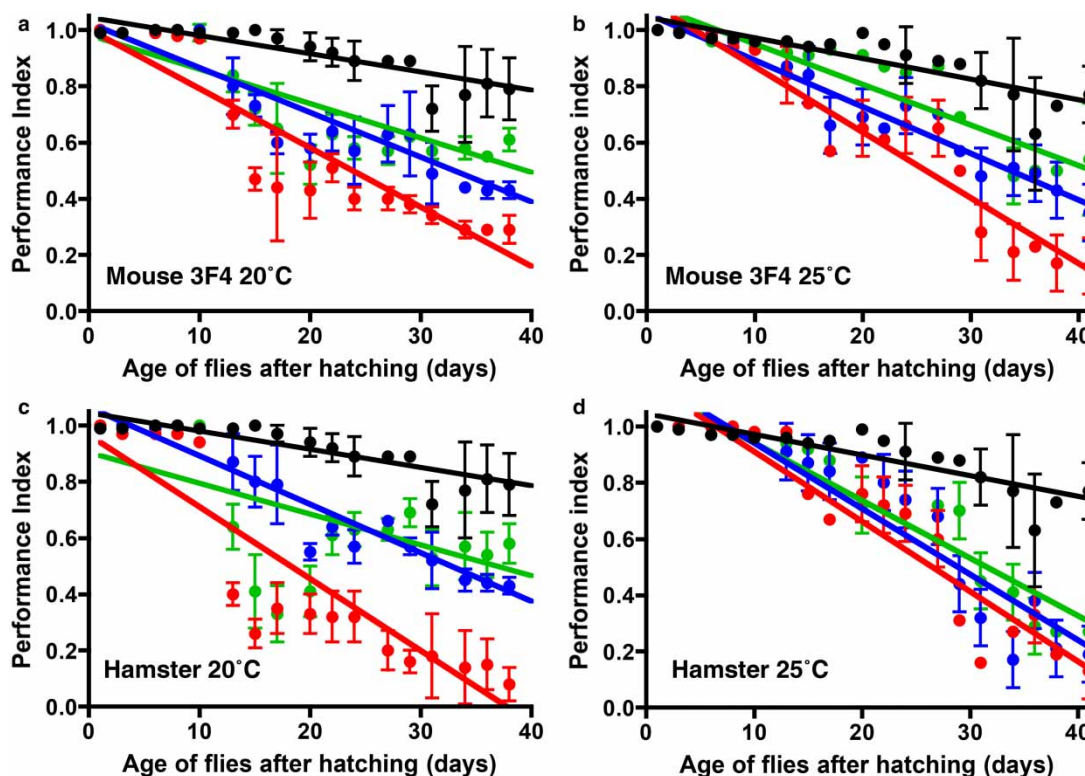 a
Performance Index
1.0
0.8
0.6
0.4
0.2
0.0
Mouse 3F4 20˚C
0 10 20 30 40
Age of flies after hatching (days)
b
Performance index
1.0
0.8
0.6
0.4
0.2
0.0
Mouse 3F4 25˚C
0 10 20 30 40
Age of flies after hatching (days)
c
Performance Index
1.0
0.8
0.6
0.4
0.2
0.0
Hamster 20˚C
0 10 20 30 40
Age of flies after hatching (days)
d
Performance index
1.0
0.8
0.6
0.4
0.2
0.0
Hamster 25˚C
0 10 20 30 40
Age of flies after hatching (days)